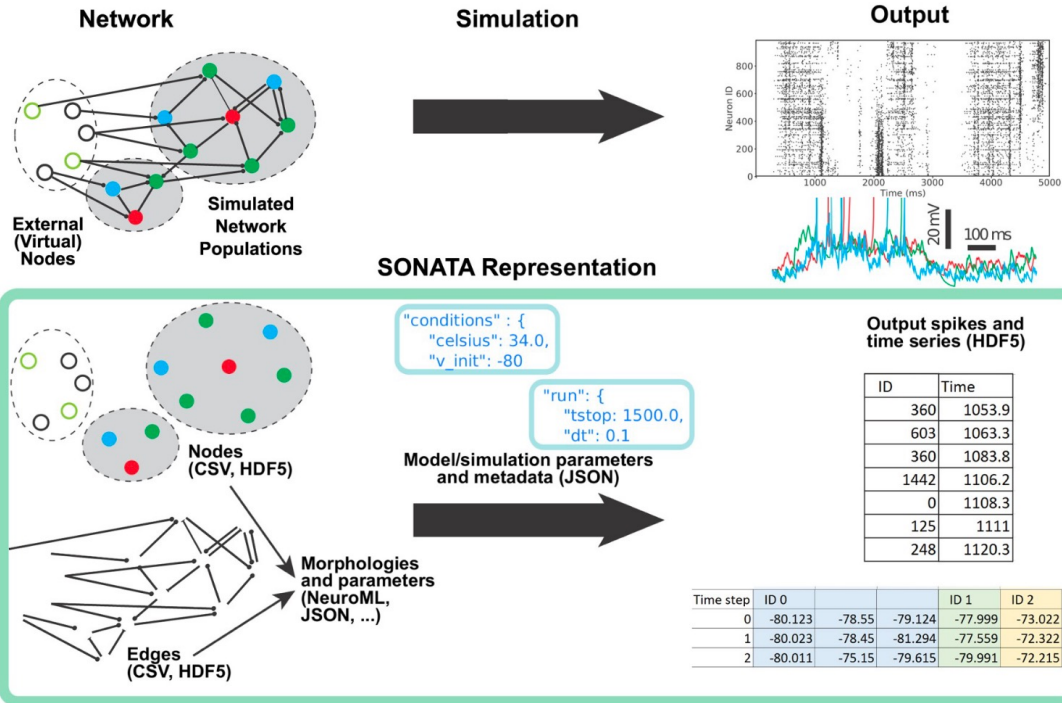 Network
Simulation
Output
External
(Virtual)
Nodes
Simulated
Network
Populations
Neuron ID
800
600
400
200
0
1000
2000
3000
4000
5000
Time (ms)
20 mV
100 ms
SONATA Representation
Nodes
(CSV, HDF5)
Edges
(CSV, HDF5)
Morphologies
and parameters
(NeuroML,
JSON, ...)
"conditions" : {
"celsius": 34.0,
"v_init": -80
"run": {
"tstop: 1500.0,
"dt": 0.1
Model/simulation parameters
and metadata (JSON)
Output spikes and
time series (HDF5)
ID Time
360 1053.9
603 1063.3
360 1083.8
1442 1106.2
0 1108.3
125 1111
248 1120.3
Time step ID 0 ID 1 ID 2
0 -80.123 -78.55 -79.124 -77.999 -73.022
1 -80.023 -78.45 -81.294 -77.559 -72.322
2 -80.011 -75.15 -79.615 -79.991 -72.215